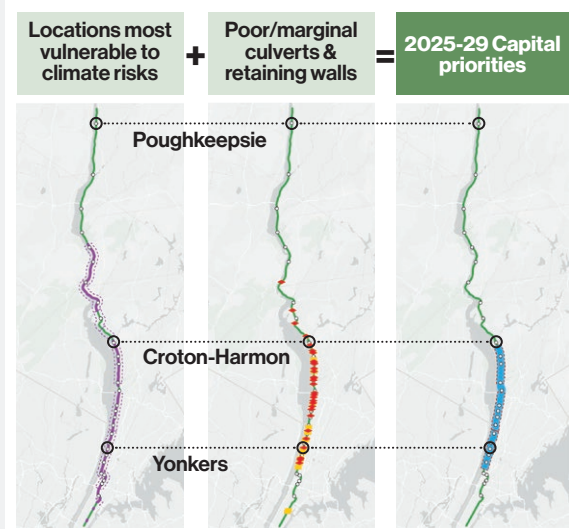 Locations most
vulnerable to
climate risks
+
Poor/marginal
culverts &
retaining walls
=
2025-29 Capital
priorities
Poughkeepsie
Croton-Harmon
Yonkers